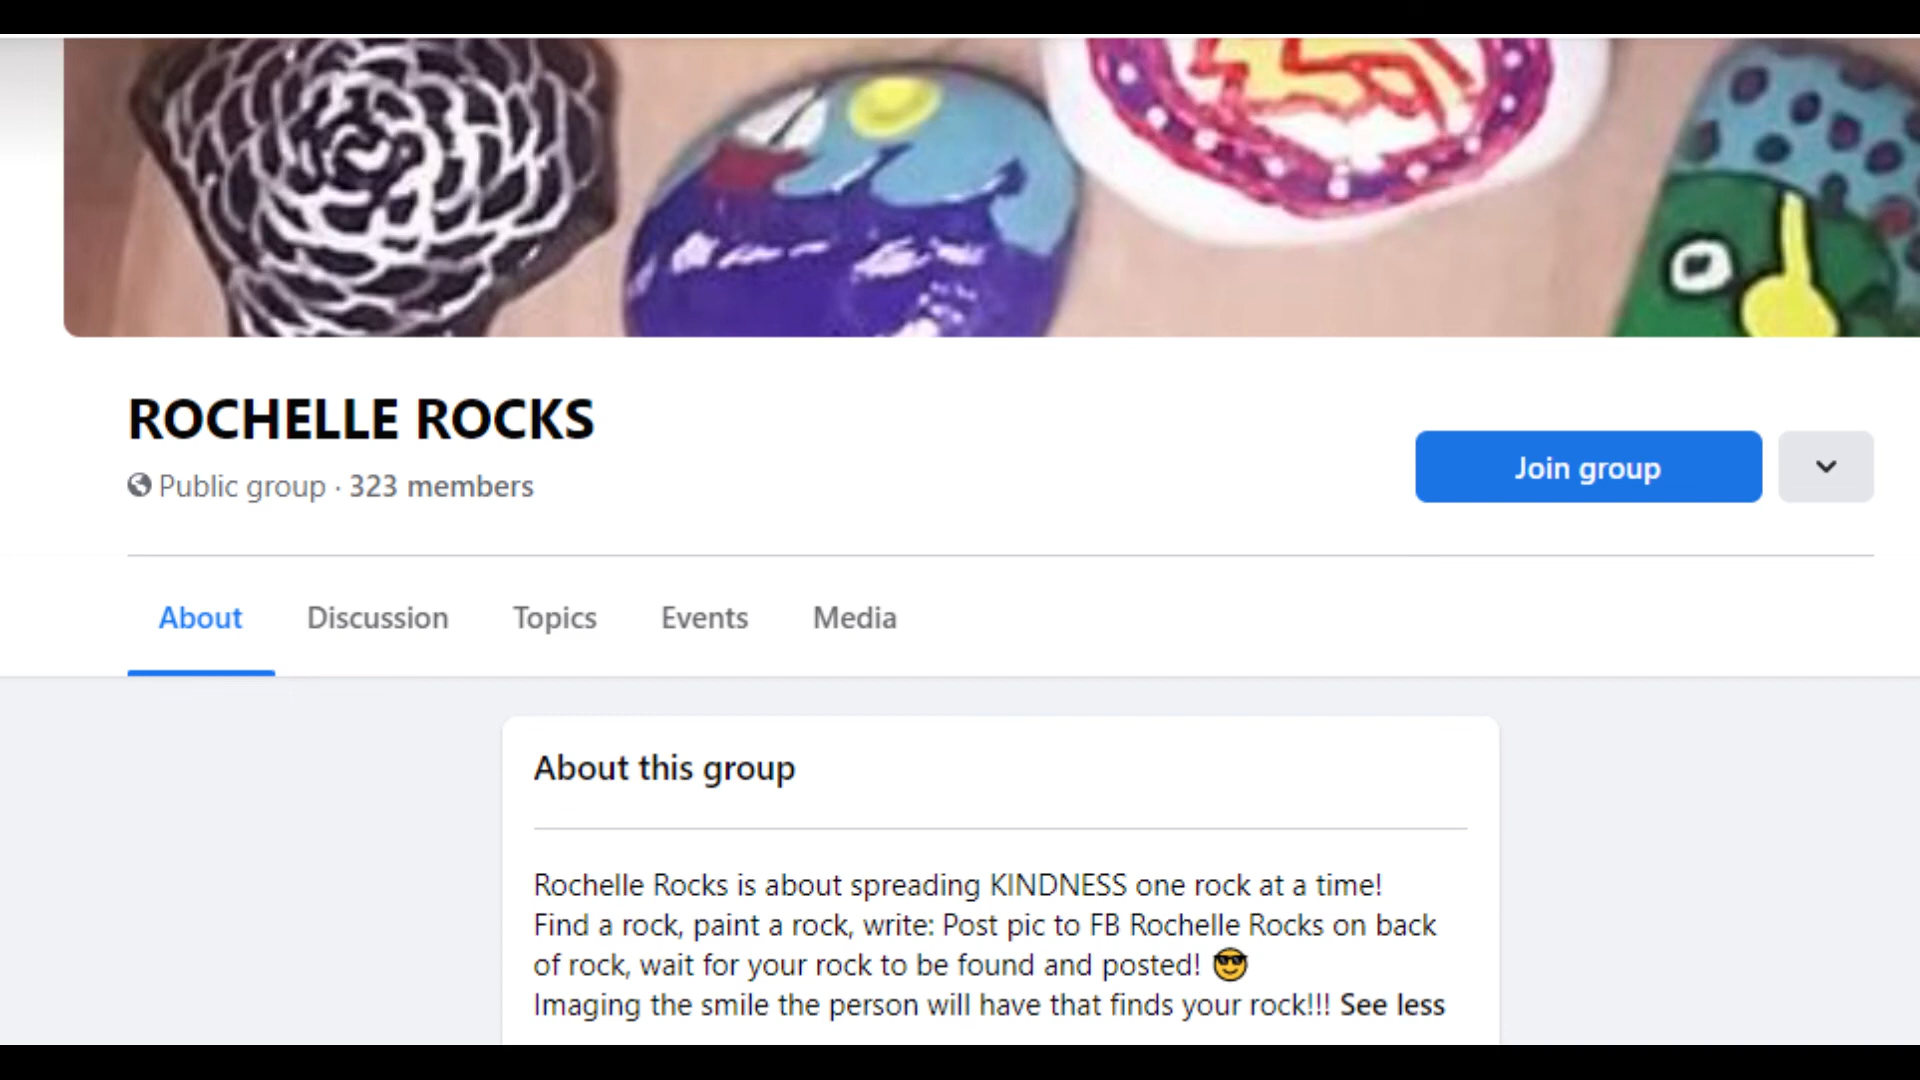 ROCHELLE ROCKS
Public group · 323 members
Join group
About Discussion Topics Events Media
About this group
Rochelle Rocks is about spreading KINDNESS one rock at a time!
Find a rock, paint a rock, write: Post pic to FB Rochelle Rocks on back
of rock, wait for your rock to be found and posted! 😎
Imaging the smile the person will have that finds your rock!!! See less